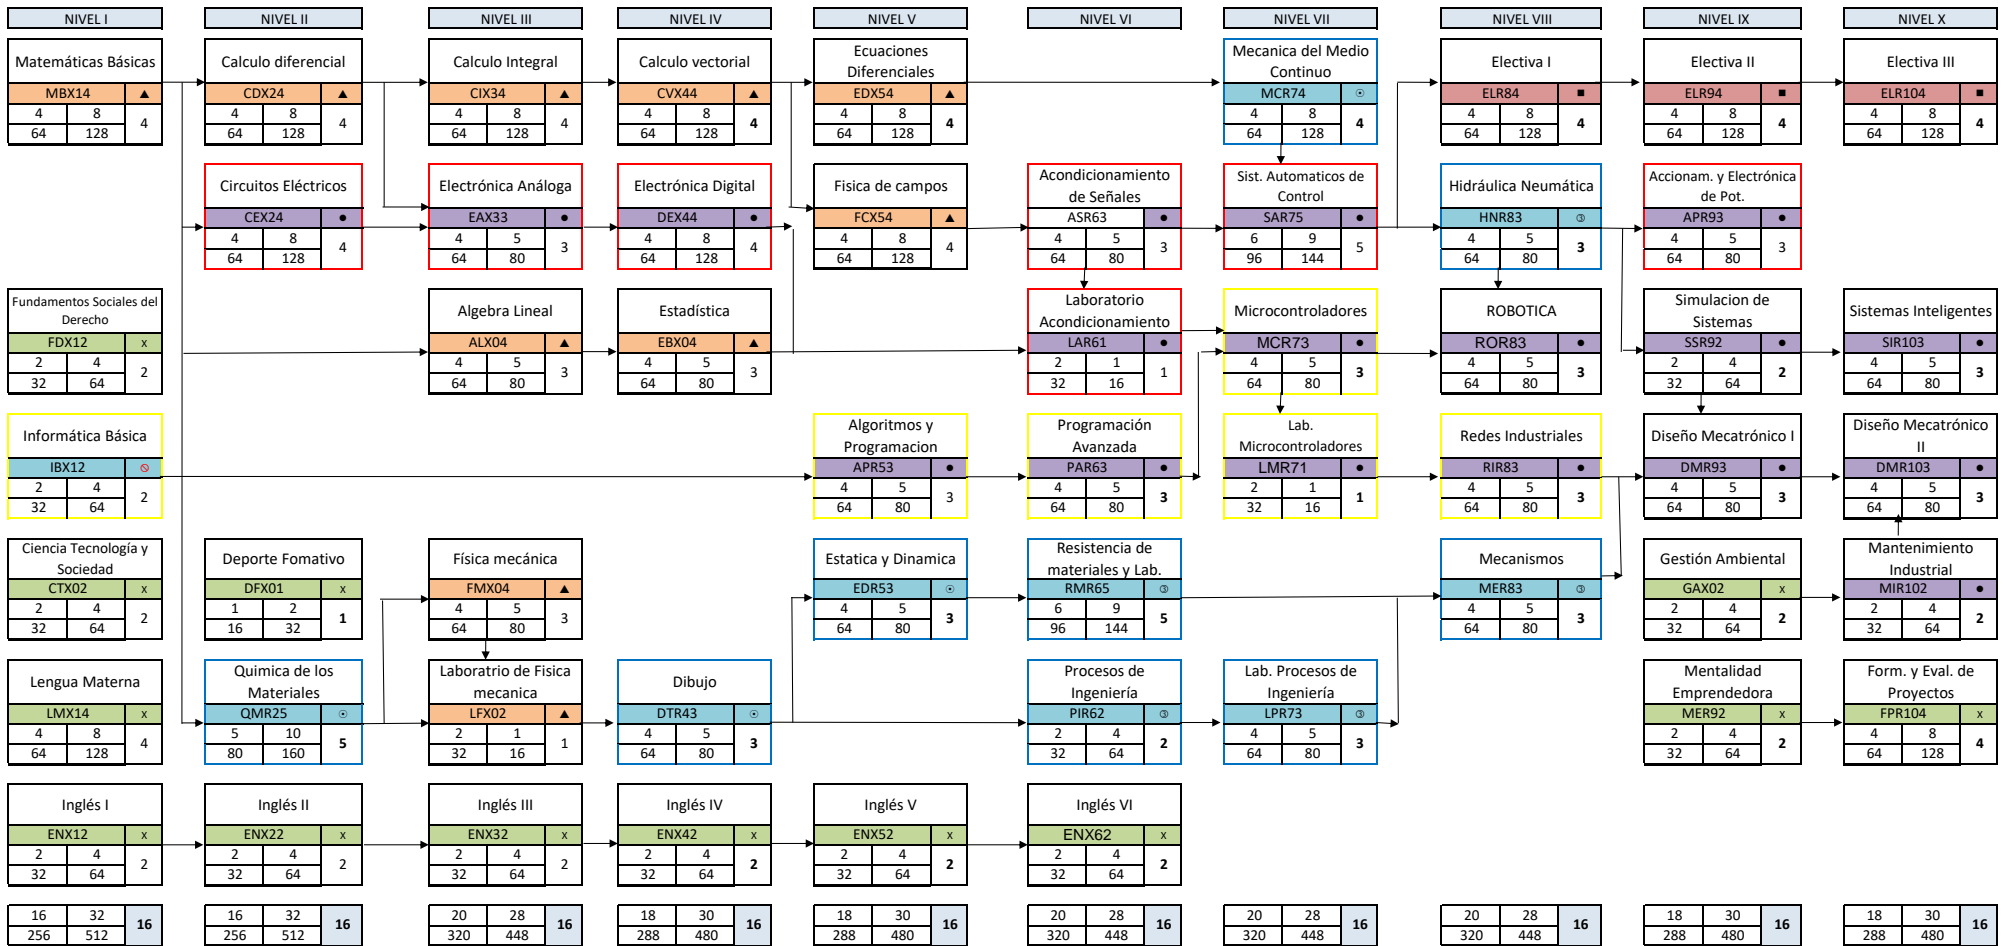 NIVEL I NIVEL II NIVEL III NIVEL IV NIVEL V NIVEL VI NIVEL VII NIVEL VIII NIVEL IX NIVEL X
Matemáticas Básicas
MBX14 ▲
4 8 4
64 128
Calculo diferencial
CDX24 ▲
4 8 4
64 128
Calculo Integral
CIX34 ▲
4 8 4
64 128
Calculo vectorial
CVX44 ▲
4 8 4
64 128
Ecuaciones
Diferenciales
EDX54 ▲
4 8 4
64 128
Mecanica del Medio
Continuo
MCR74 ⊙
4 8 4
64 128
Electiva I
ELR84 ■
4 8 4
64 128
Electiva II
ELR94 ■
4 8 4
64 128
Electiva III
ELR104 ■
4 8 4
64 128
Circuitos Eléctricos
CEX24 ●
4 8 4
64 128
Electrónica Análoga
EAX33 ●
4 5 3
64 80
Electrónica Digital
DEX44 ●
4 8 4
64 128
Fisica de campos
FCX54 ▲
4 8 4
64 128
Acondicionamiento
de Señales
ASR63 ●
4 5 3
64 80
Sist. Automaticos de
Control
SAR75 ●
6 9 5
96 144
Hidráulica Neumática
HNR83 ③
4 5 3
64 80
Accionam. y Electrónica
de Pot.
APR93 ●
4 5 3
64 80
Fundamentos Sociales del
Derecho
FDX12 x
2 4 2
32 64
Algebra Lineal
ALX04 ▲
4 5 3
64 80
Estadística
EBX04 ▲
4 5 3
64 80
Laboratorio
Acondicionamiento
LAR61 ●
2 1 1
32 16
Microcontroladores
MCR73 ●
4 5 3
64 80
ROBOTICA
ROR83 ●
4 5 3
64 80
Simulacion de
Sistemas
SSR92 ●
2 4 2
32 64
Sistemas Inteligentes
SIR103 ●
4 5 3
64 80
Informática Básica
IBX12
2 4 2
32 64
Algoritmos y
Programacion
APR53 ●
4 5 3
64 80
Programación
Avanzada
PAR63 ●
4 5 3
64 80
Lab.
Microcontroladores
LMR71 ●
2 1 1
32 16
Redes Industriales
RIR83 ●
4 5 3
64 80
Diseño Mecatrónico I
DMR93 ●
4 5 3
64 80
Diseño Mecatrónico
II
DMR103 ●
4 5 3
64 80
Ciencia Tecnología y
Sociedad
CTX02 x
2 4 2
32 64
Deporte Fomativo
DFX01 x
1 2 1
16 32
Física mecánica
FMX04 ▲
4 5 3
64 80
Estatica y Dinamica
EDR53 ⊙
4 5 3
64 80
Resistencia de
materiales y Lab.
RMR65 ③
6 9 5
96 144
Mecanismos
MER83 ③
4 5 3
64 80
Gestión Ambiental
GAX02 x
2 4 2
32 64
Mantenimiento
Industrial
MIR102 ●
2 4 2
32 64
Lengua Materna
LMX14 x
4 8 4
64 128
Quimica de los
Materiales
QMR25 ⊙
5 10 5
80 160
Laboratrio de Fisica
mecanica
LFX02 ▲
2 1 1
32 16
Dibujo
DTR43 ⊙
4 5 3
64 80
Procesos de
Ingeniería
PIR62 ③
2 4 2
32 64
Lab. Procesos de
Ingeniería
LPR73 ③
4 5 3
64 80
Mentalidad
Emprendedora
MER92 x
2 4 2
32 64
Form. y Eval. de
Proyectos
FPR104 x
4 8 4
64 128
Inglés I
ENX12 x
2 4 2
32 64
Inglés II
ENX22 x
2 4 2
32 64
Inglés III
ENX32 x
2 4 2
32 64
Inglés IV
ENX42 x
2 4 2
32 64
Inglés V
ENX52 x
2 4 2
32 64
Inglés VI
ENX62 x
2 4 2
32 64
16 32 16
256 512
16 32 16
256 512
20 28 16
320 448
18 30 16
288 480
18 30 16
288 480
20 28 16
320 448
20 28 16
320 448
20 28 16
320 448
18 30 16
288 480
18 30 16
288 480